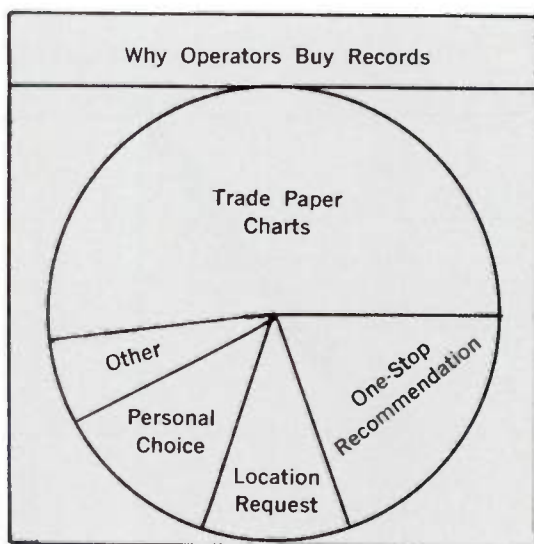 Why Operators Buy Records
Trade Paper
Charts
One-Stop
Recommendation
Other
Personal
Choice
Location
Request